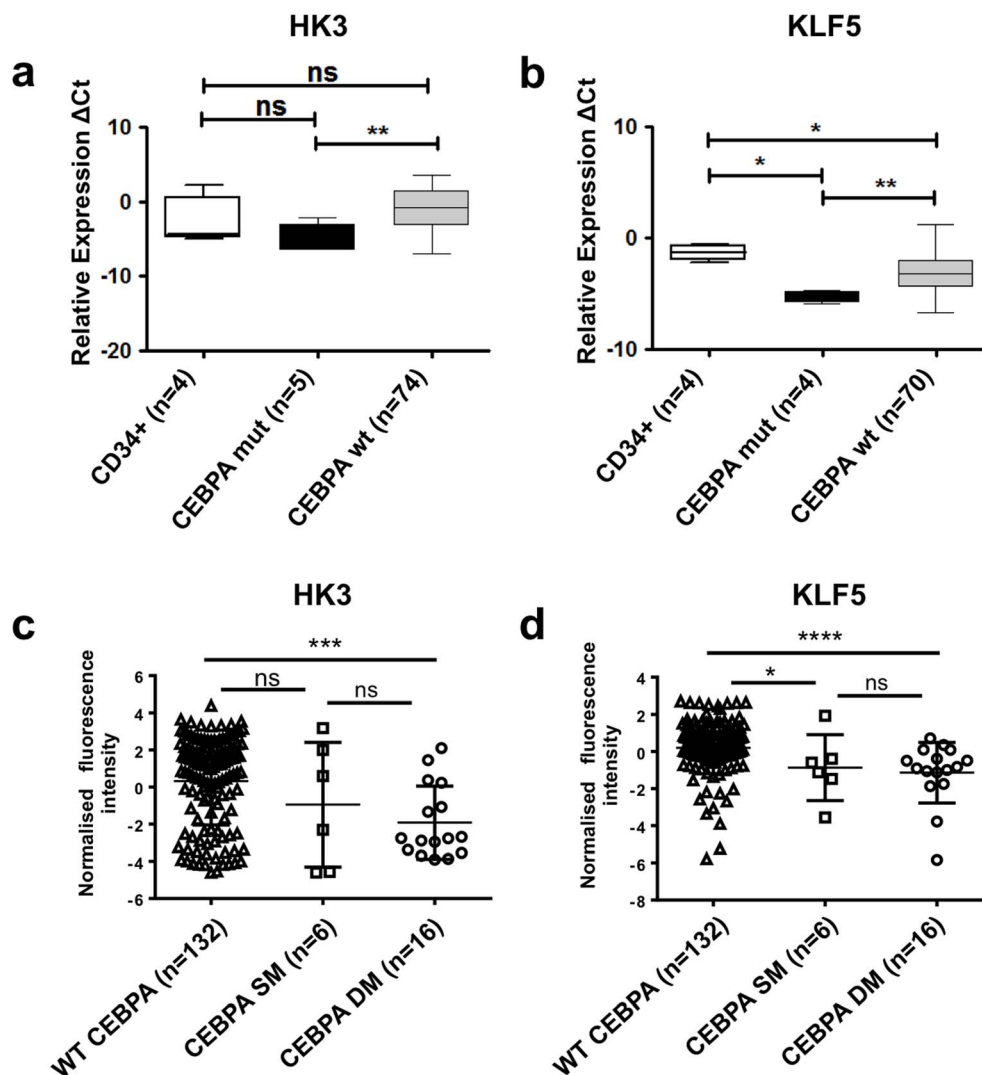 HK3
KLF5
a
b
ns
ns
**
Relative Expression ΔCt
10
0
-10
-20
CD34+ (n=4)
CEBPA mut (n=5)
CEBPA wt (n=74)
*
*
**
Relative Expression ΔCt
10
0
-10
CD34+ (n=4)
CEBPA mut (n=4)
CEBPA wt (n=70)
HK3
KLF5
c
d
***
ns
ns
Normalised fluorescence
intensity
6
4
2
0
-2
-4
-6
WT CEBPA (n=132)
CEBPA SM (n=6)
CEBPA DM (n=16)
****
*
ns
Normalised fluorescence
intensity
4
2
0
-2
-4
-6
-8
WT CEBPA (n=132)
CEBPA SM (n=6)
CEBPA DM (n=16)